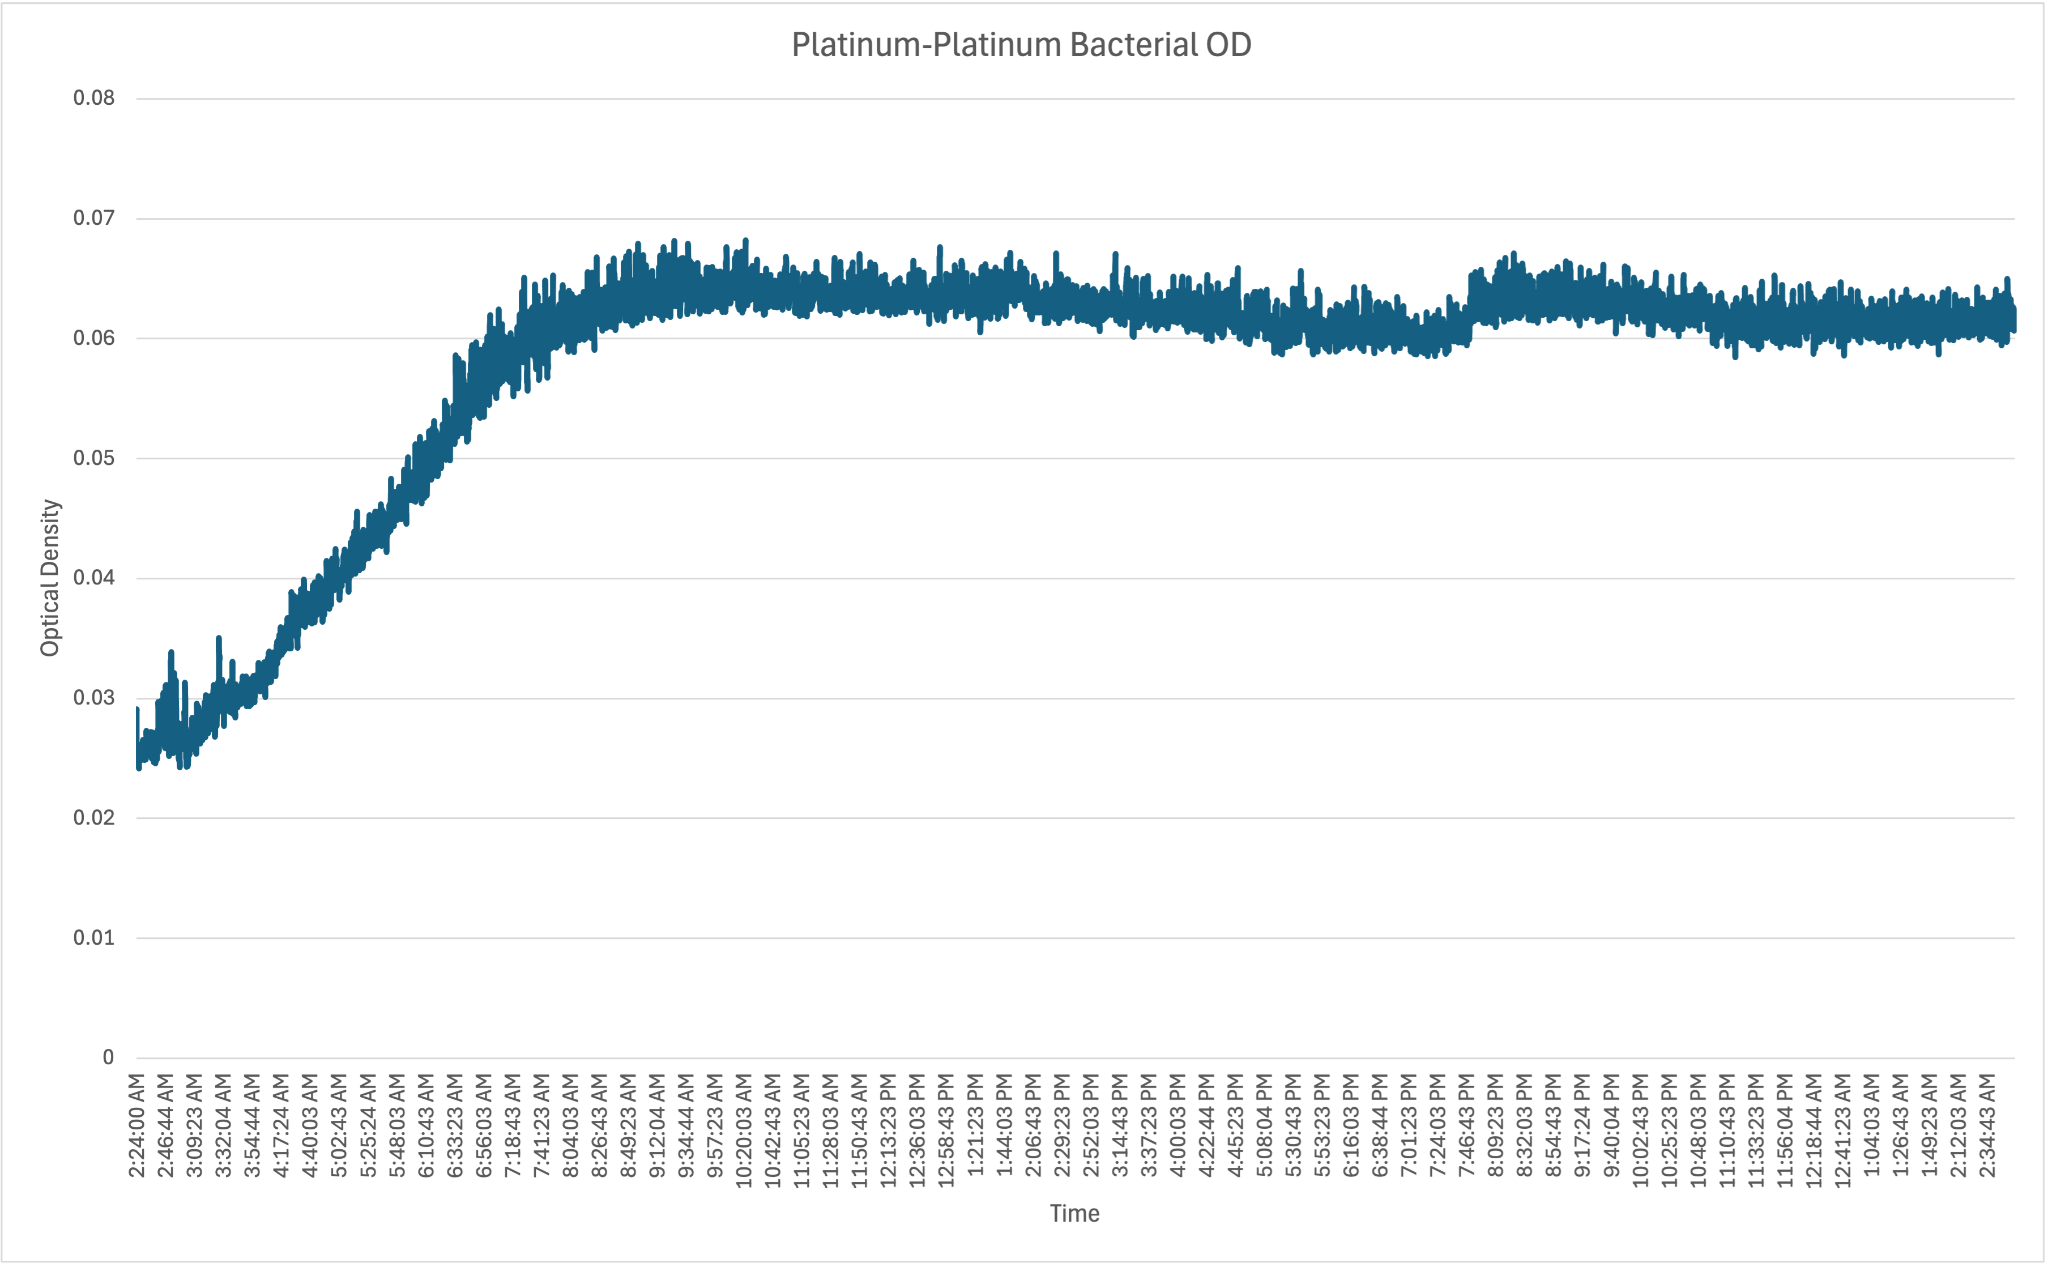 Platinum-Platinum Bacterial OD
0.08
0.07
0.06
0.05
0.04
0.03
0.02
0.01
0
Optical Density
2:24:00 AM
2:46:44 AM
3:09:23 AM
3:32:04 AM
3:54:44 AM
4:17:24 AM
4:40:03 AM
5:02:43 AM
5:25:24 AM
5:48:03 AM
6:10:43 AM
6:33:23 AM
6:56:03 AM
7:18:43 AM
7:41:23 AM
8:04:03 AM
8:26:43 AM
8:49:23 AM
9:12:04 AM
9:34:44 AM
9:57:23 AM
10:20:03 AM
10:42:43 AM
11:05:23 AM
11:28:03 AM
11:50:43 AM
12:13:23 PM
12:36:03 PM
12:58:43 PM
1:21:23 PM
1:44:03 PM
2:06:43 PM
2:29:23 PM
2:52:03 PM
3:14:43 PM
3:37:23 PM
4:00:03 PM
4:22:44 PM
4:45:23 PM
5:08:04 PM
5:30:43 PM
5:53:23 PM
6:16:03 PM
6:38:44 PM
7:01:23 PM
7:24:03 PM
7:46:43 PM
8:09:23 PM
8:32:03 PM
8:54:43 PM
9:17:24 PM
9:40:04 PM
10:02:43 PM
10:25:23 PM
10:48:03 PM
11:10:43 PM
11:33:23 PM
11:56:04 PM
12:18:44 AM
12:41:23 AM
1:04:03 AM
1:26:43 AM
1:49:23 AM
2:12:03 AM
2:34:43 AM
Time